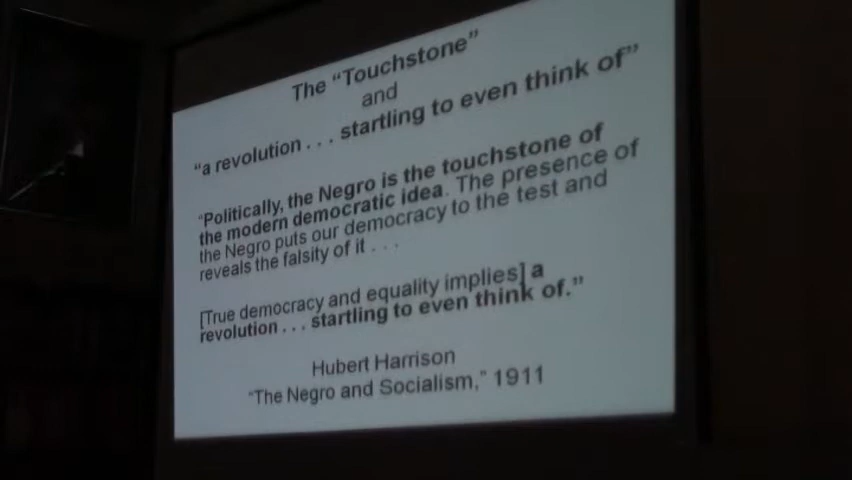 The “Touchstone”
and
“a revolution . . . startling to even think of”
“Politically, the Negro is the touchstone of
the modern democratic idea. The presence of
the Negro puts our democracy to the test and
reveals the falsity of it . . .
[True democracy and equality implies] a
revolution . . . startling to even think of.”
Hubert Harrison
“The Negro and Socialism,” 1911